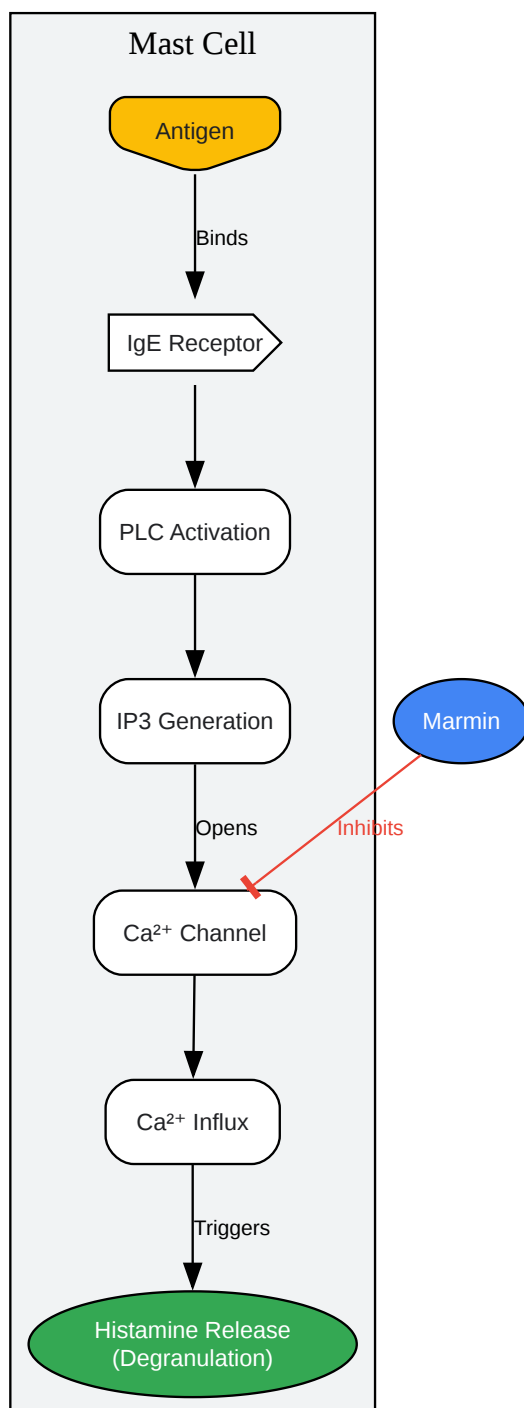 Mast Cell
Antigen
Binds
IgE Receptor
PLC Activation
IP3 Generation
Marmin
Opens
Inhibits
Ca²⁺ Channel
Ca²⁺ Influx
Triggers
Histamine Release
(Degranulation)